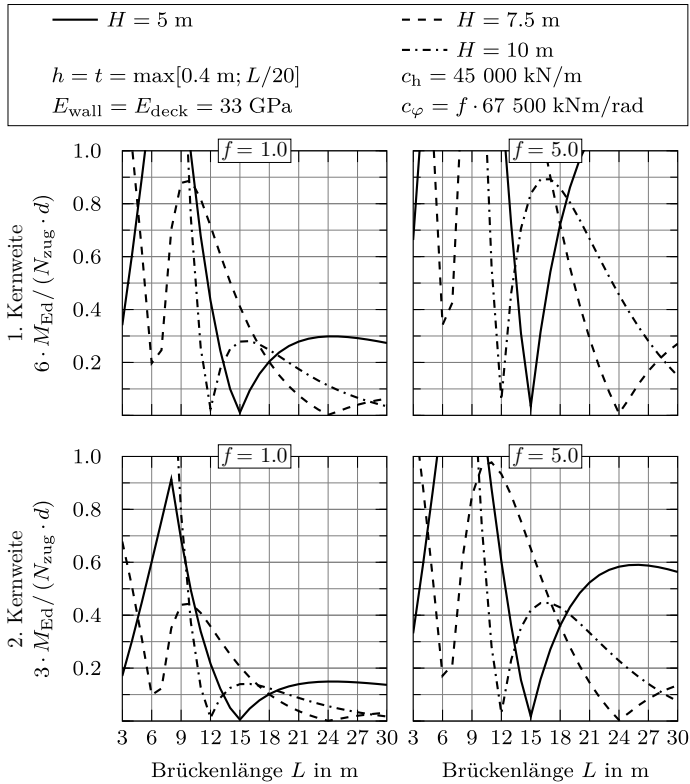 H = 5 m
H = 7.5 m
H = 10 m
h = t = max[0.4 m; L/20]
c_h = 45 000 kN/m
E_wall = E_deck = 33 GPa
c_φ = f · 67 500 kNm/rad
1. Kernweite
6 · M_Ed/(N_zug · d)
f = 1.0
f = 5.0
1.0
0.8
0.6
0.4
0.2
2. Kernweite
3 · M_Ed/(N_zug · d)
f = 1.0
f = 5.0
1.0
0.8
0.6
0.4
0.2
3 6 9 12 15 18 21 24 27 30
3 6 9 12 15 18 21 24 27 30
Brückenlänge L in m
Brückenlänge L in m